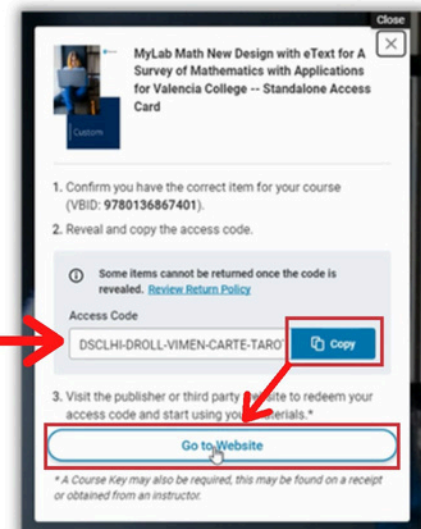 Close
MyLab Math New Design with eText for A
Survey of Mathematics with Applications
for Valencia College -- Standalone Access
Card
Custom
1. Confirm you have the correct item for your course
(VBID: 9780136867401).
2. Reveal and copy the access code.
Some items cannot be returned once the code is
revealed. Review Return Policy
Access Code
DSCLHI-DROLL-VIMEN-CARTE-TARO
Copy
3. Visit the publisher or third party website to redeem your
access code and start using your materials.*
Go to Website
* A Course Key may also be required, this may be found on a receipt
or obtained from an instructor.